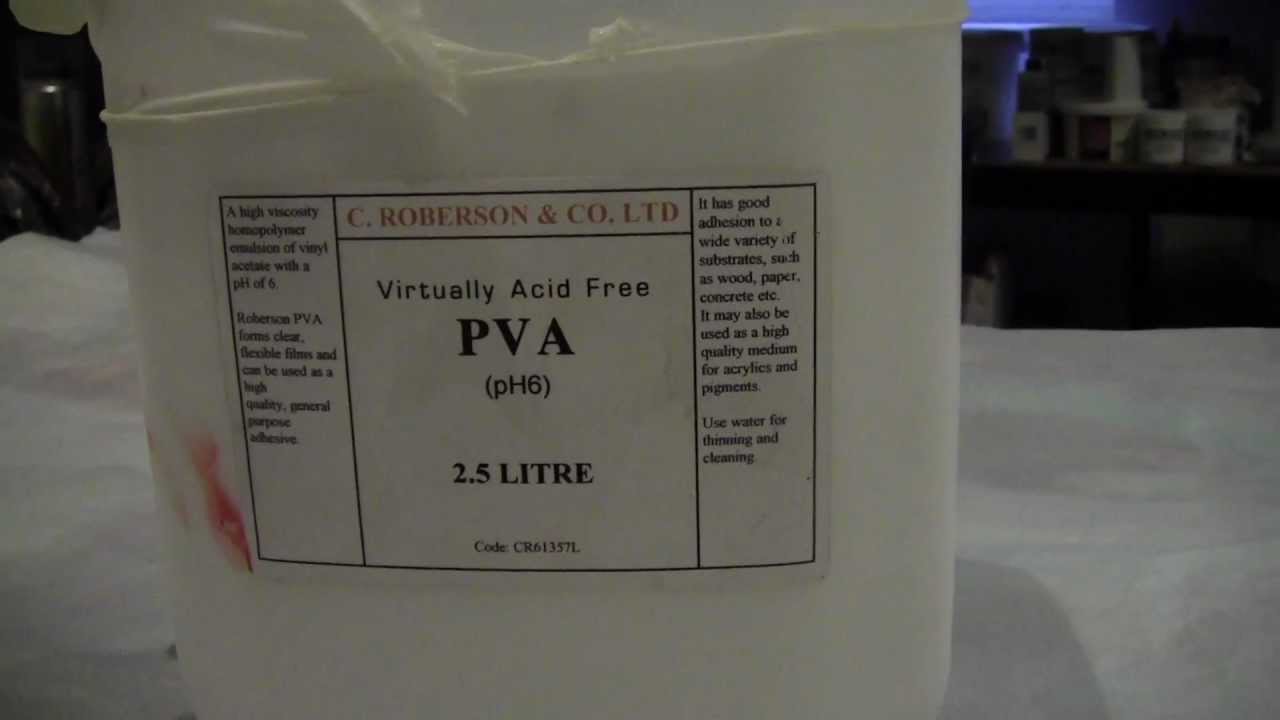 A high viscosity
homopolymer
emulsion of vinyl
acetate with a
pH of 6.
Roberson PVA
forms clear,
flexible films and
can be used as a
high
quality, general
purpose
adhesive.
C. ROBERSON & CO. LTD
Virtually Acid Free
PVA
(pH6)
2.5 LITRE
Code: CR61357L
It has good
adhesion to a
wide variety of
substrates, such
as wood, paper,
concrete etc.
It may also be
used as a high
quality medium
for acrylics and
pigments.
Use water for
thinning and
cleaning.